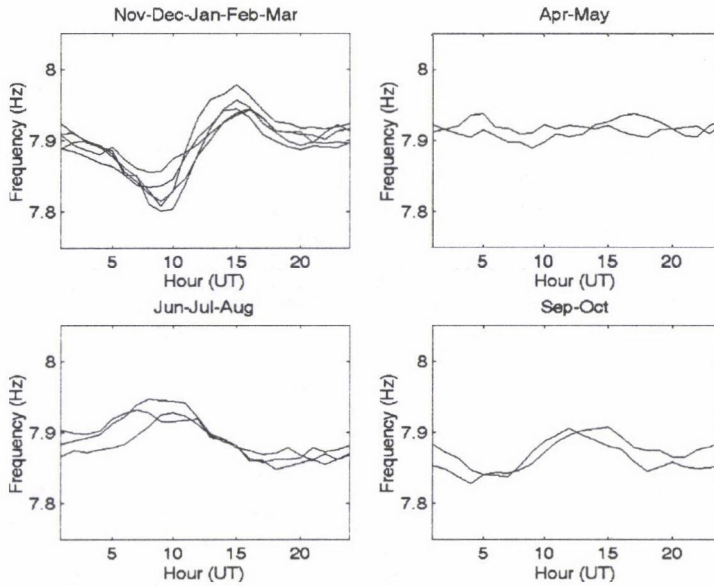 Nov-Dec-Jan-Feb-Mar
Frequency (Hz)
8
7.9
7.8
5 10 15 20
Hour (UT)
Apr-May
Frequency (Hz)
8
7.9
7.8
5 10 15 20
Hour (UT)
Jun-Jul-Aug
Frequency (Hz)
8
7.9
7.8
5 10 15 20
Hour (UT)
Sep-Oct
Frequency (Hz)
8
7.9
7.8
5 10 15 20
Hour (UT)